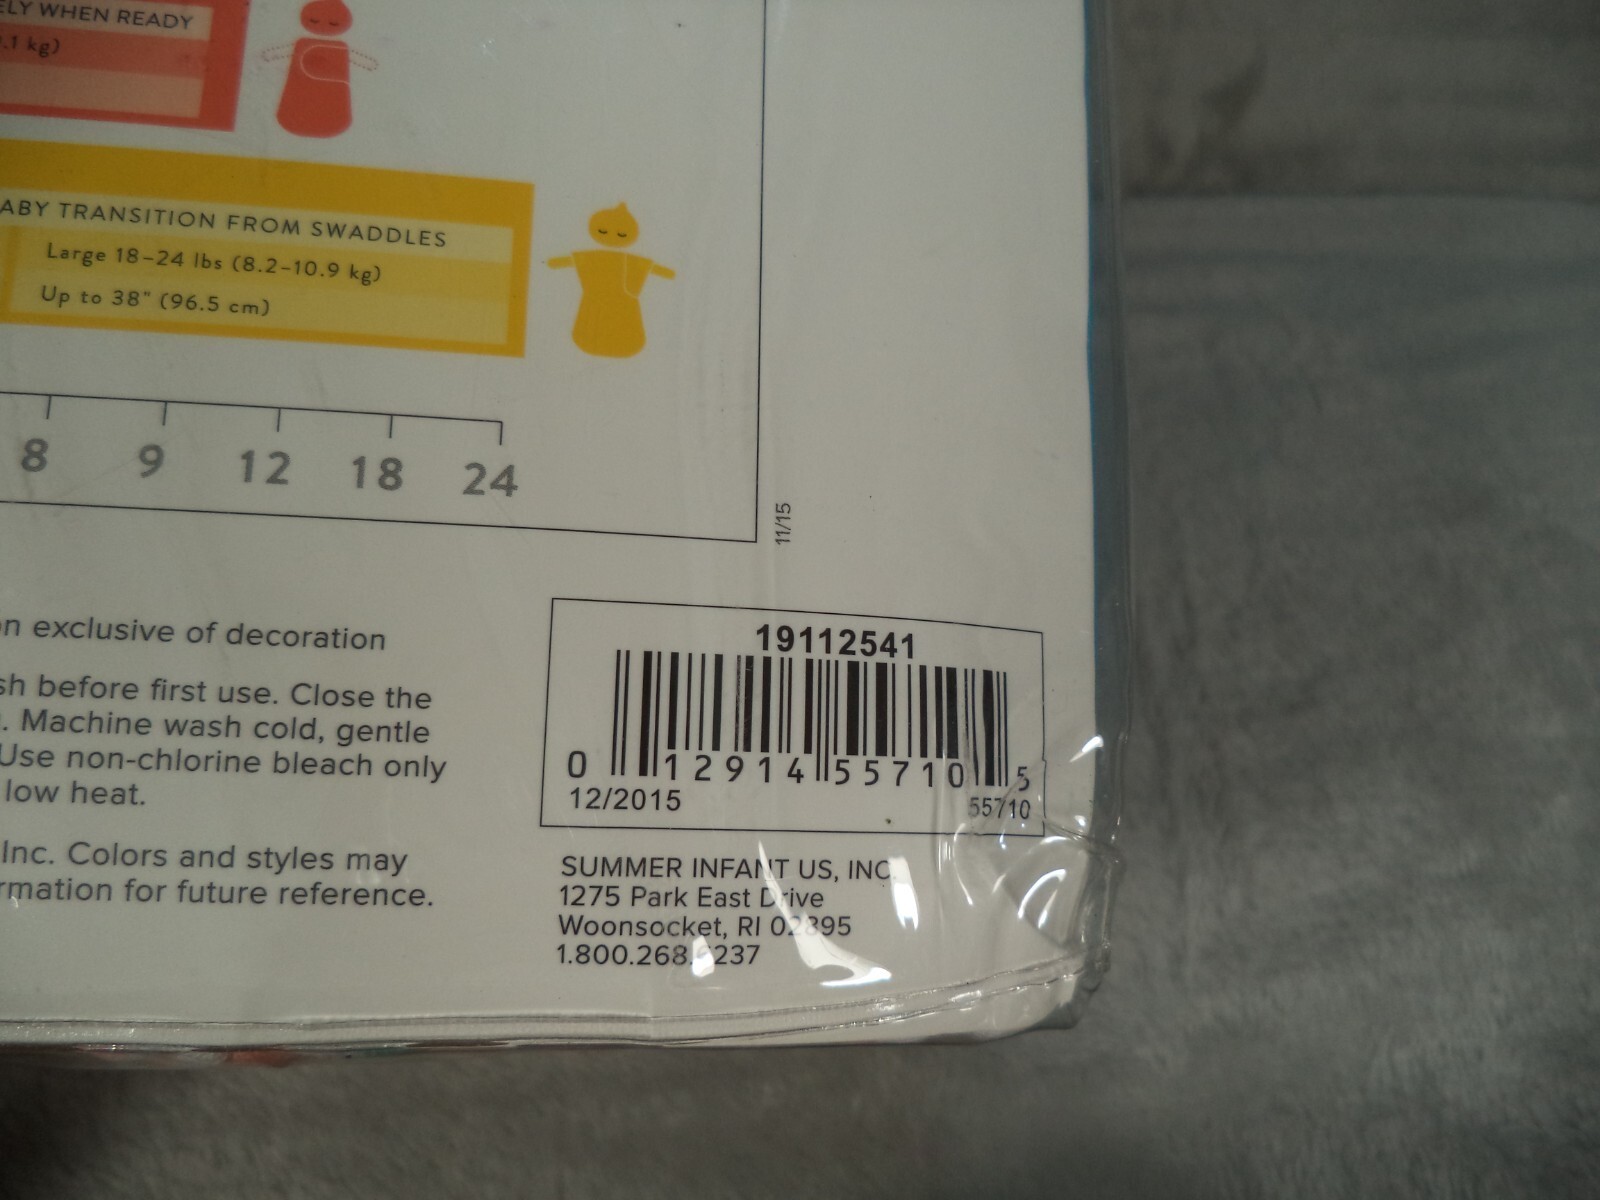 ELY WHEN READY
.1 kg)
ABY TRANSITION FROM SWADDLES
Large 18–24 lbs (8.2–10.9 kg)
Up to 38" (96.5 cm)
8 9 12 18 24
11/15
n exclusive of decoration
sh before first use. Close the
. Machine wash cold, gentle
Use non-chlorine bleach only
low heat.
Inc. Colors and styles may
rmation for future reference.
19112541
0 12914 55710 5
12/2015 55710
SUMMER INFANT US, INC.
1275 Park East Drive
Woonsocket, RI 02895
1.800.268.